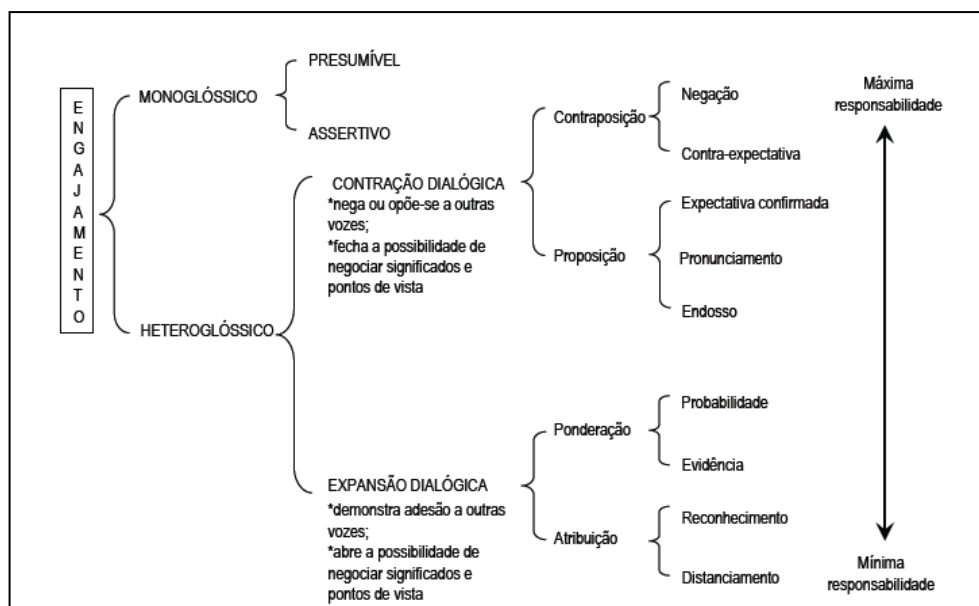 ENGAJAMENTO
MONOGLÓSSICO
PRESUMÍVEL
ASSERTIVO
HETEROGLÓSSICO
CONTRAÇÃO DIALÓGICA
*nega ou opõe-se a outras
vozes;
*fecha a possibilidade de
negociar significados e
pontos de vista
Contraposição
Negação
Contra-expectativa
Proposição
Expectativa confirmada
Pronunciamento
Endosso
EXPANSÃO DIALÓGICA
*demonstra adesão a outras
vozes;
*abre a possibilidade de
negociar significados e
pontos de vista
Ponderação
Probabilidade
Evidência
Atribuição
Reconhecimento
Distanciamento
Máxima
responsabilidade
Mínima
responsabilidade